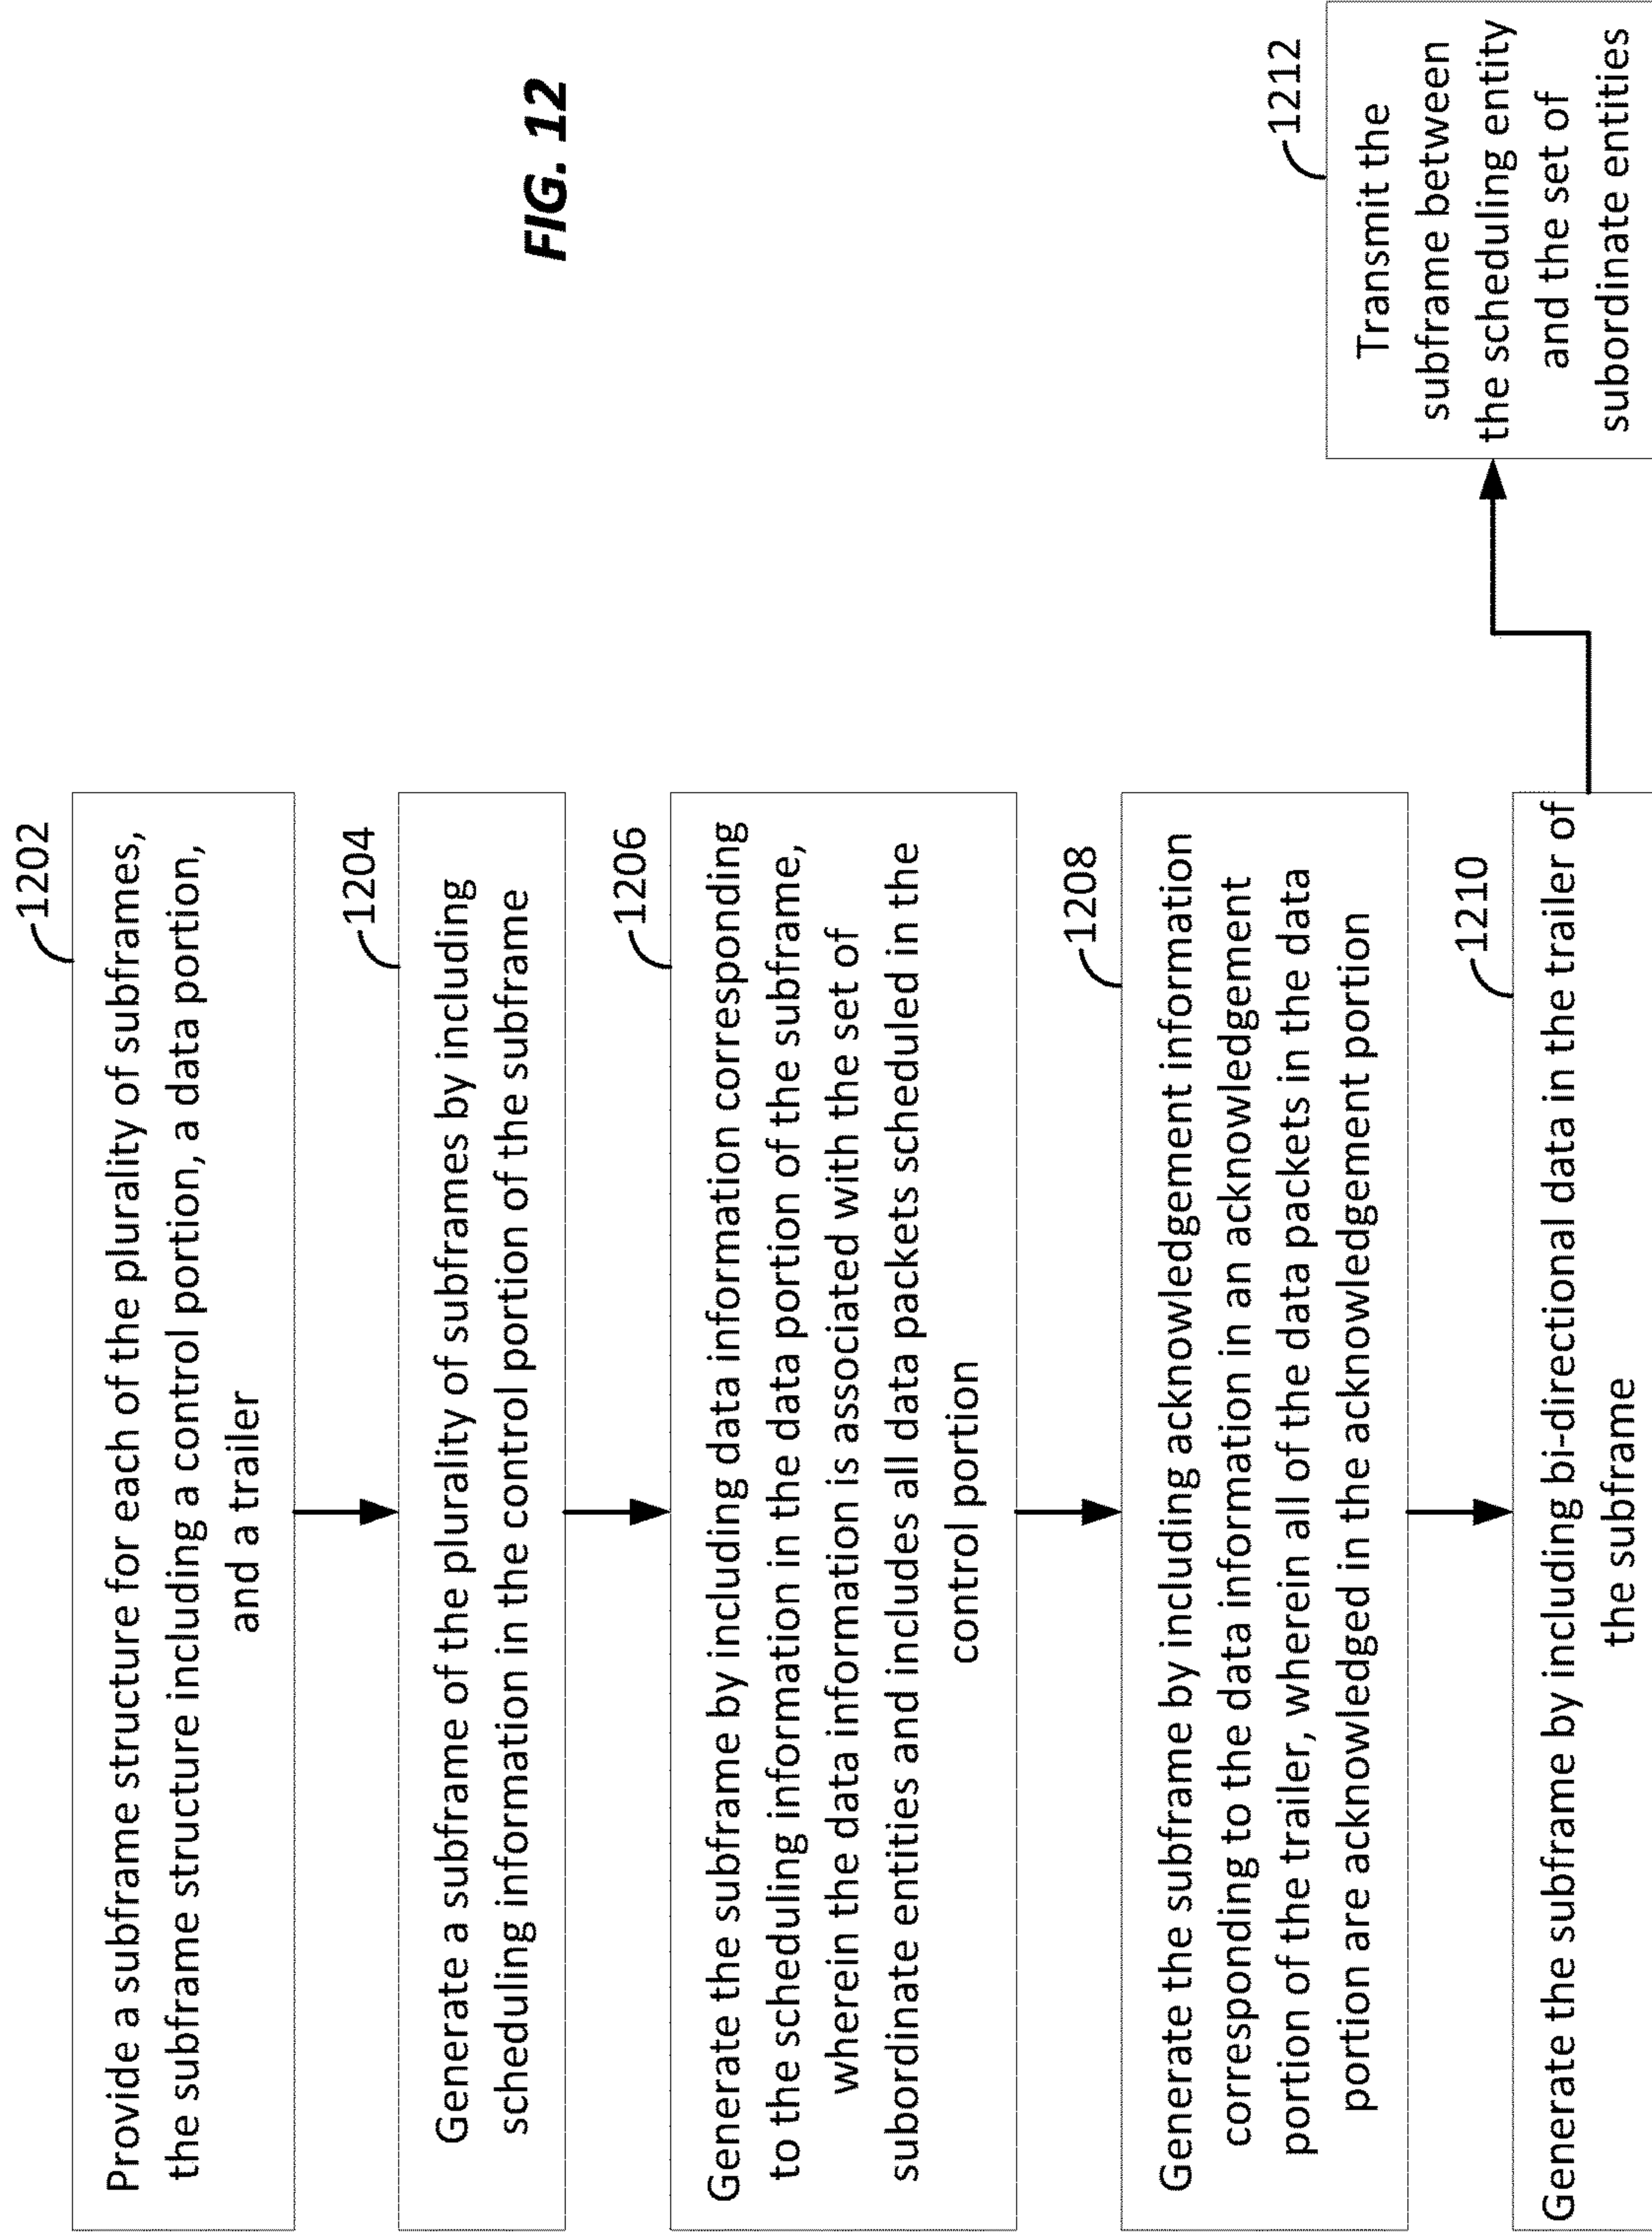 1202
Provide a subframe structure for each of the plurality of subframes,
the subframe structure including a control portion, a data portion,
and a trailer
1204
Generate a subframe of the plurality of subframes by including
scheduling information in the control portion of the subframe
1206
Generate the subframe by including data information corresponding
to the scheduling information in the data portion of the subframe,
wherein the data information is associated with the set of
subordinate entities and includes all data packets scheduled in the
control portion
1208
Generate the subframe by including acknowledgement information
corresponding to the data information in an acknowledgement
portion of the trailer, wherein all of the data packets in the data
portion are acknowledged in the acknowledgement portion
1210
Generate the subframe by including bi-directional data in the trailer of
the subframe
1212
Transmit the
subframe between
the scheduling entity
and the set of
subordinate entities
FIG. 12